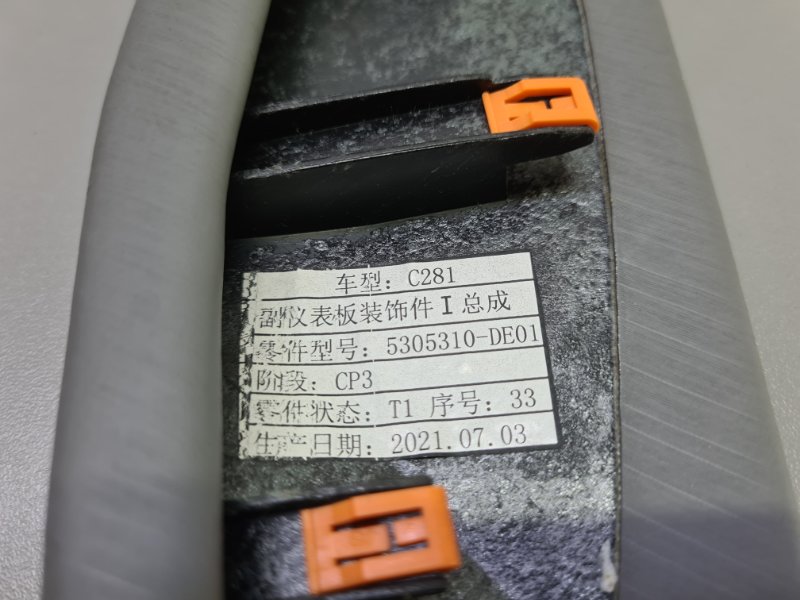 车型：C281
副仪表板装饰件I总成
零件型号：5305310-DE01
阶段：CP3
零件状态：T1 序号：33
生产日期：2021.07.03